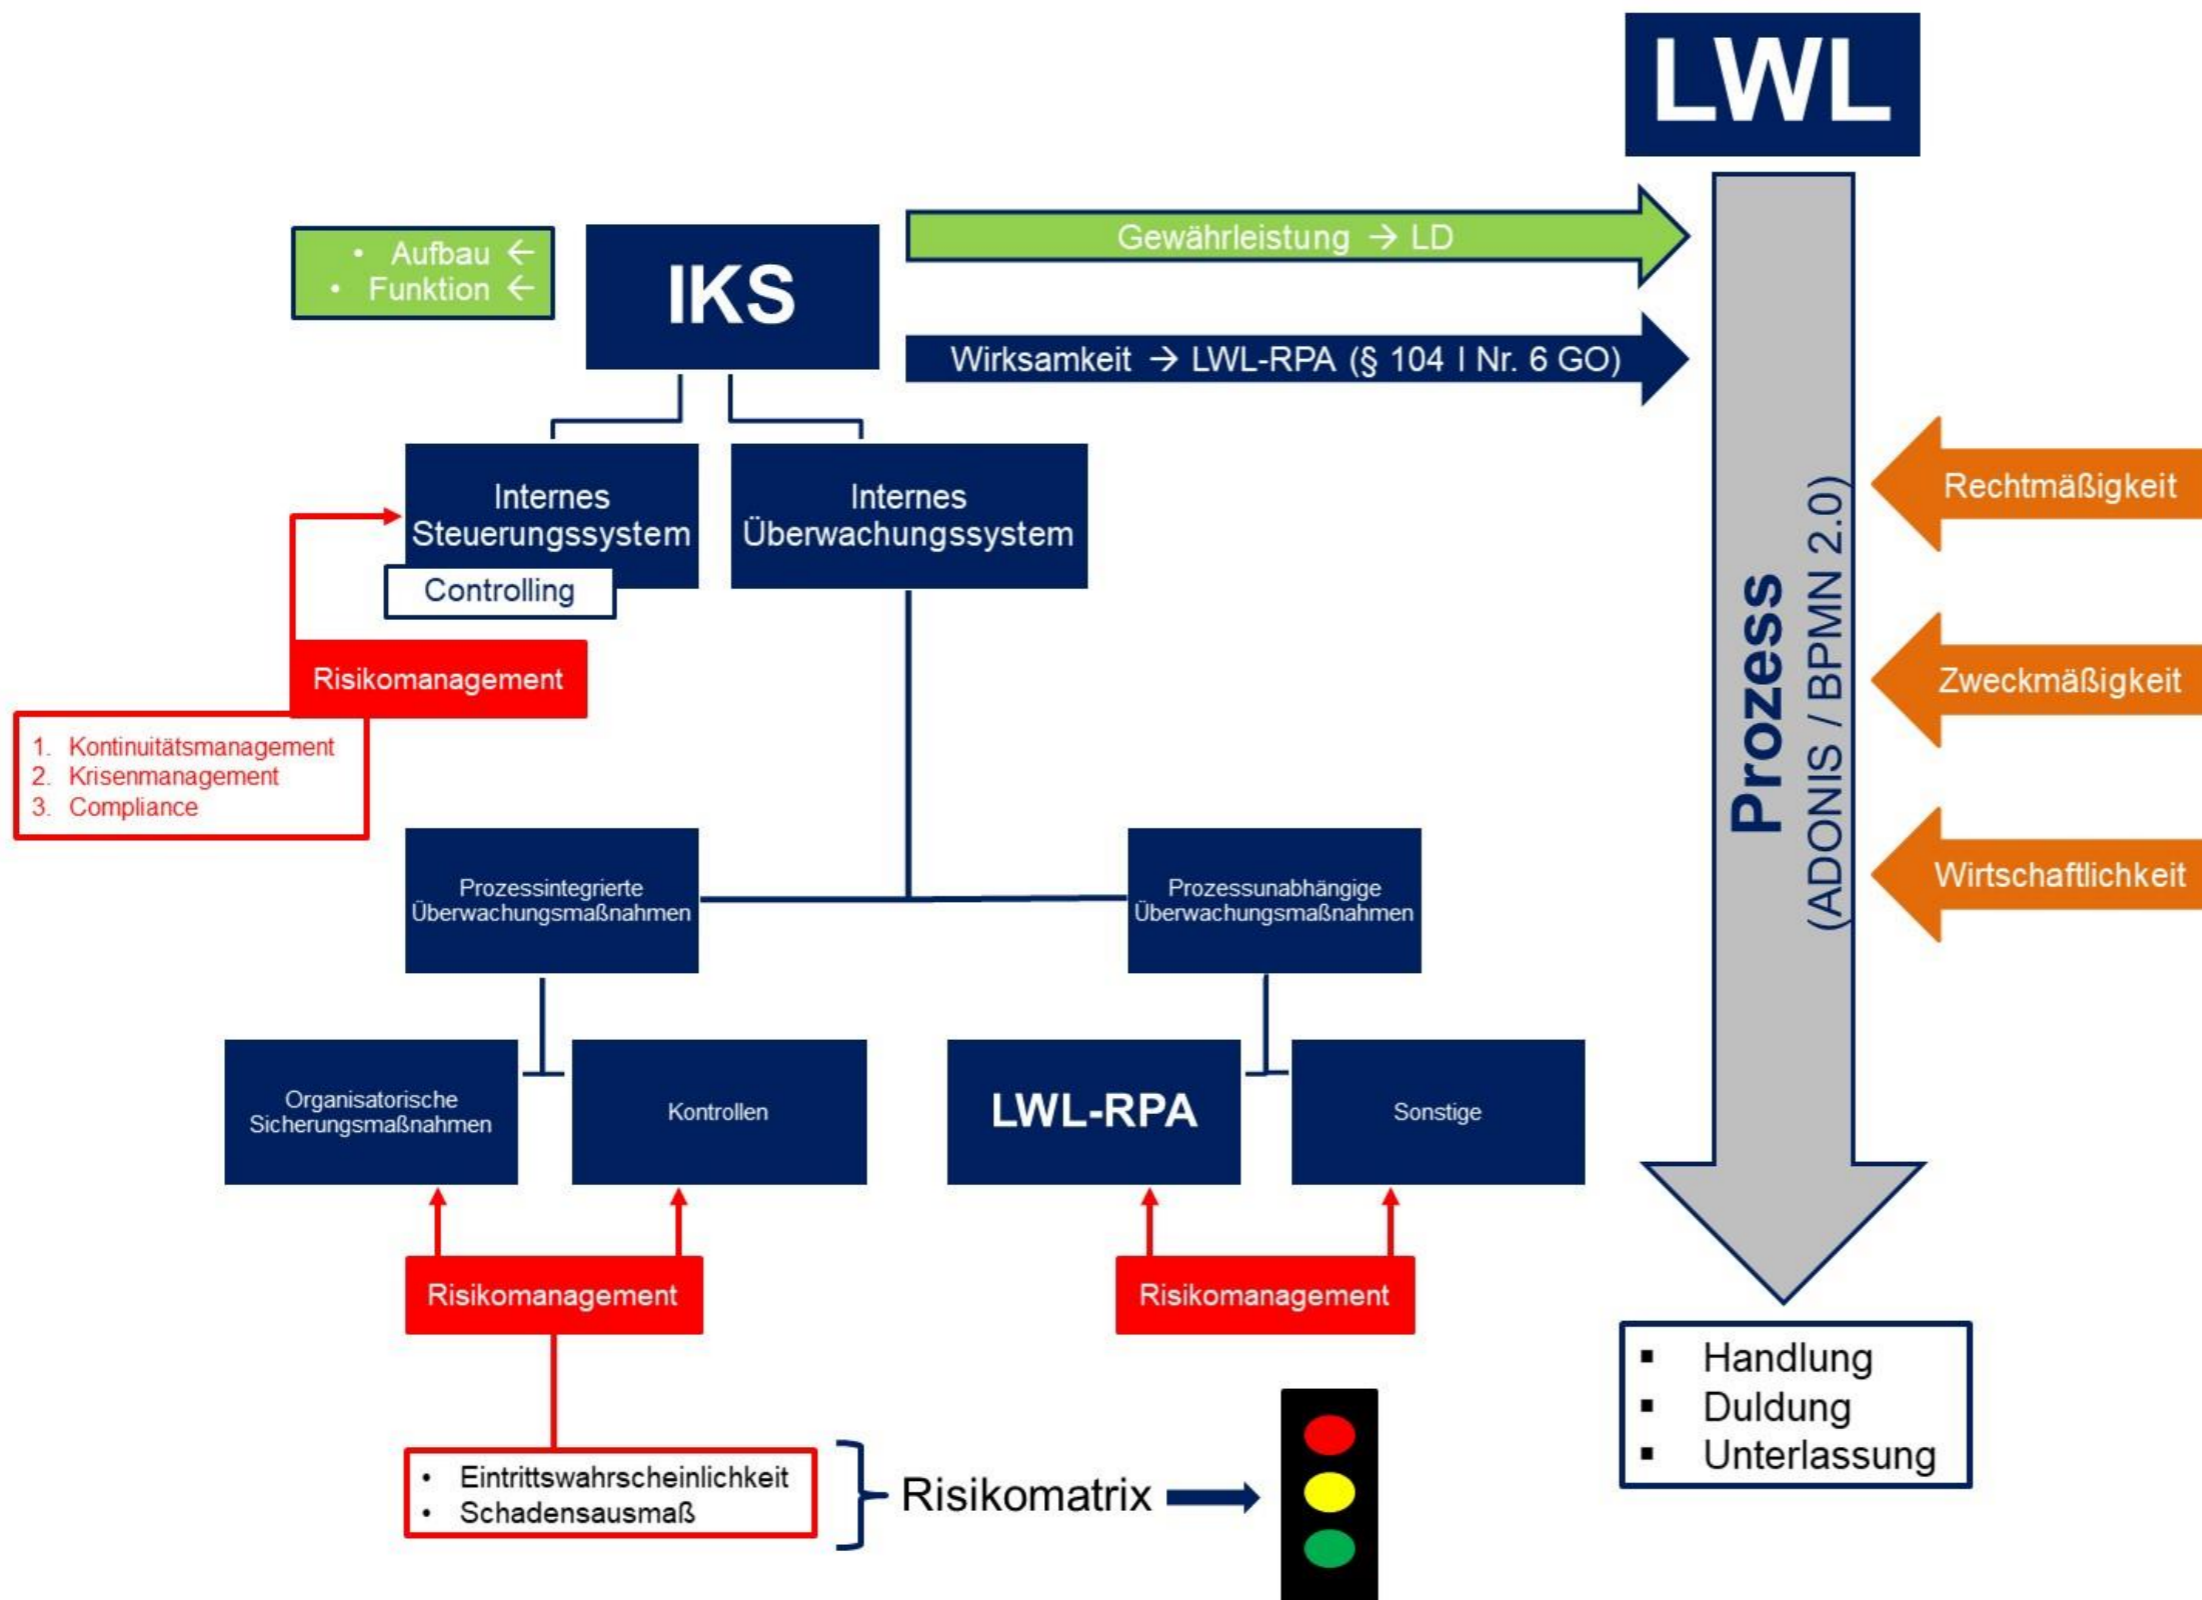 LWL
• Aufbau ←
• Funktion ←
IKS
Gewährleistung → LD
Wirksamkeit → LWL-RPA (§ 104 I Nr. 6 GO)
Internes
Steuerungssystem
Controlling
Internes
Überwachungssystem
Risikomanagement
1. Kontinuitätsmanagement
2. Krisenmanagement
3. Compliance
Prozessintegrierte
Überwachungsmaßnahmen
Prozessunabhängige
Überwachungsmaßnahmen
Organisatorische
Sicherungsmaßnahmen
Kontrollen
LWL-RPA
Sonstige
Risikomanagement
Risikomanagement
• Eintrittswahrscheinlichkeit
• Schadensausmaß
Risikomatrix
Prozess
(ADONIS / BPMN 2.0)
Rechtmäßigkeit
Zweckmäßigkeit
Wirtschaftlichkeit
▪ Handlung
▪ Duldung
▪ Unterlassung